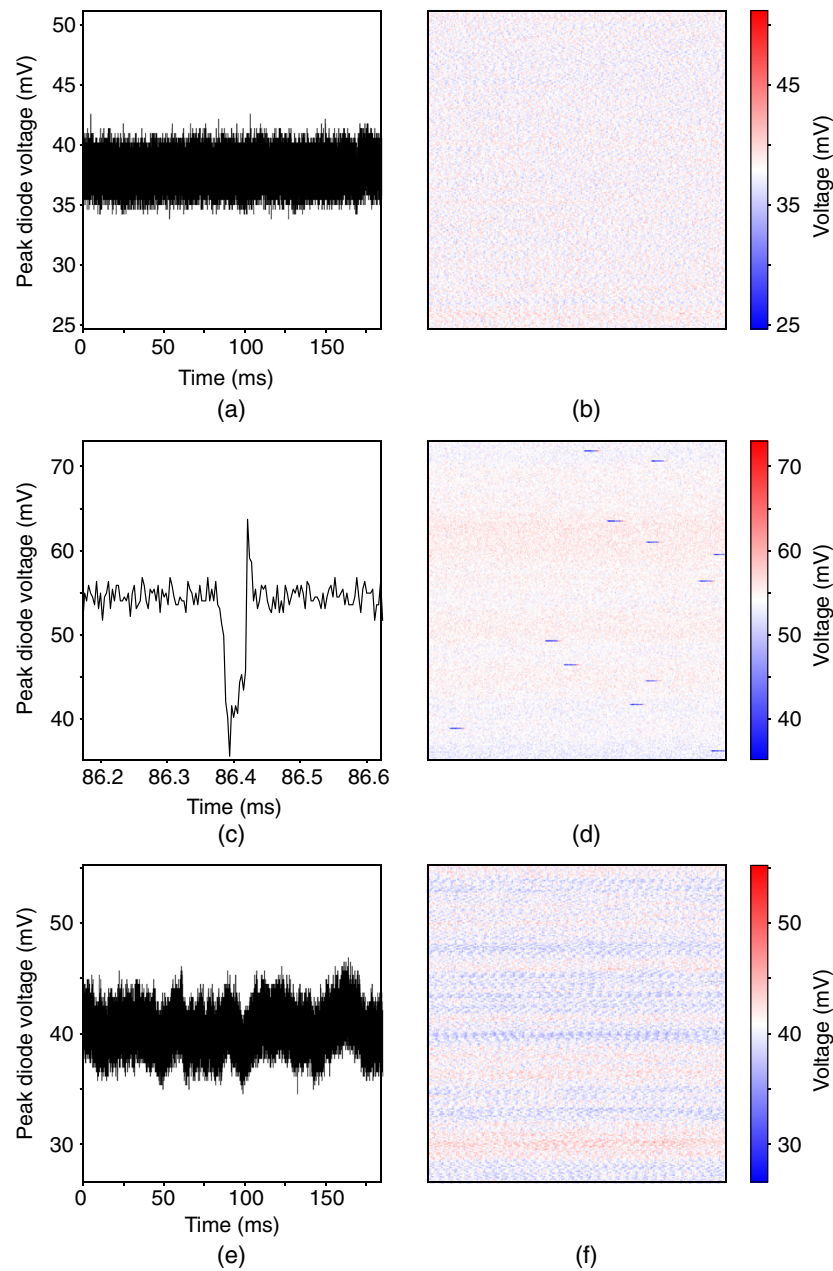 Peak diode voltage (mV)
50
45
40
35
30
25
0
50
100
150
Time (ms)
(a)
(b)
45
35
25
Voltage (mV)
Peak diode voltage (mV)
70
60
50
40
86.2
86.3
86.4
86.5
86.6
Time (ms)
(c)
(d)
70
60
50
40
Voltage (mV)
Peak diode voltage (mV)
50
40
30
0
50
100
150
Time (ms)
(e)
(f)
50
40
30
Voltage (mV)